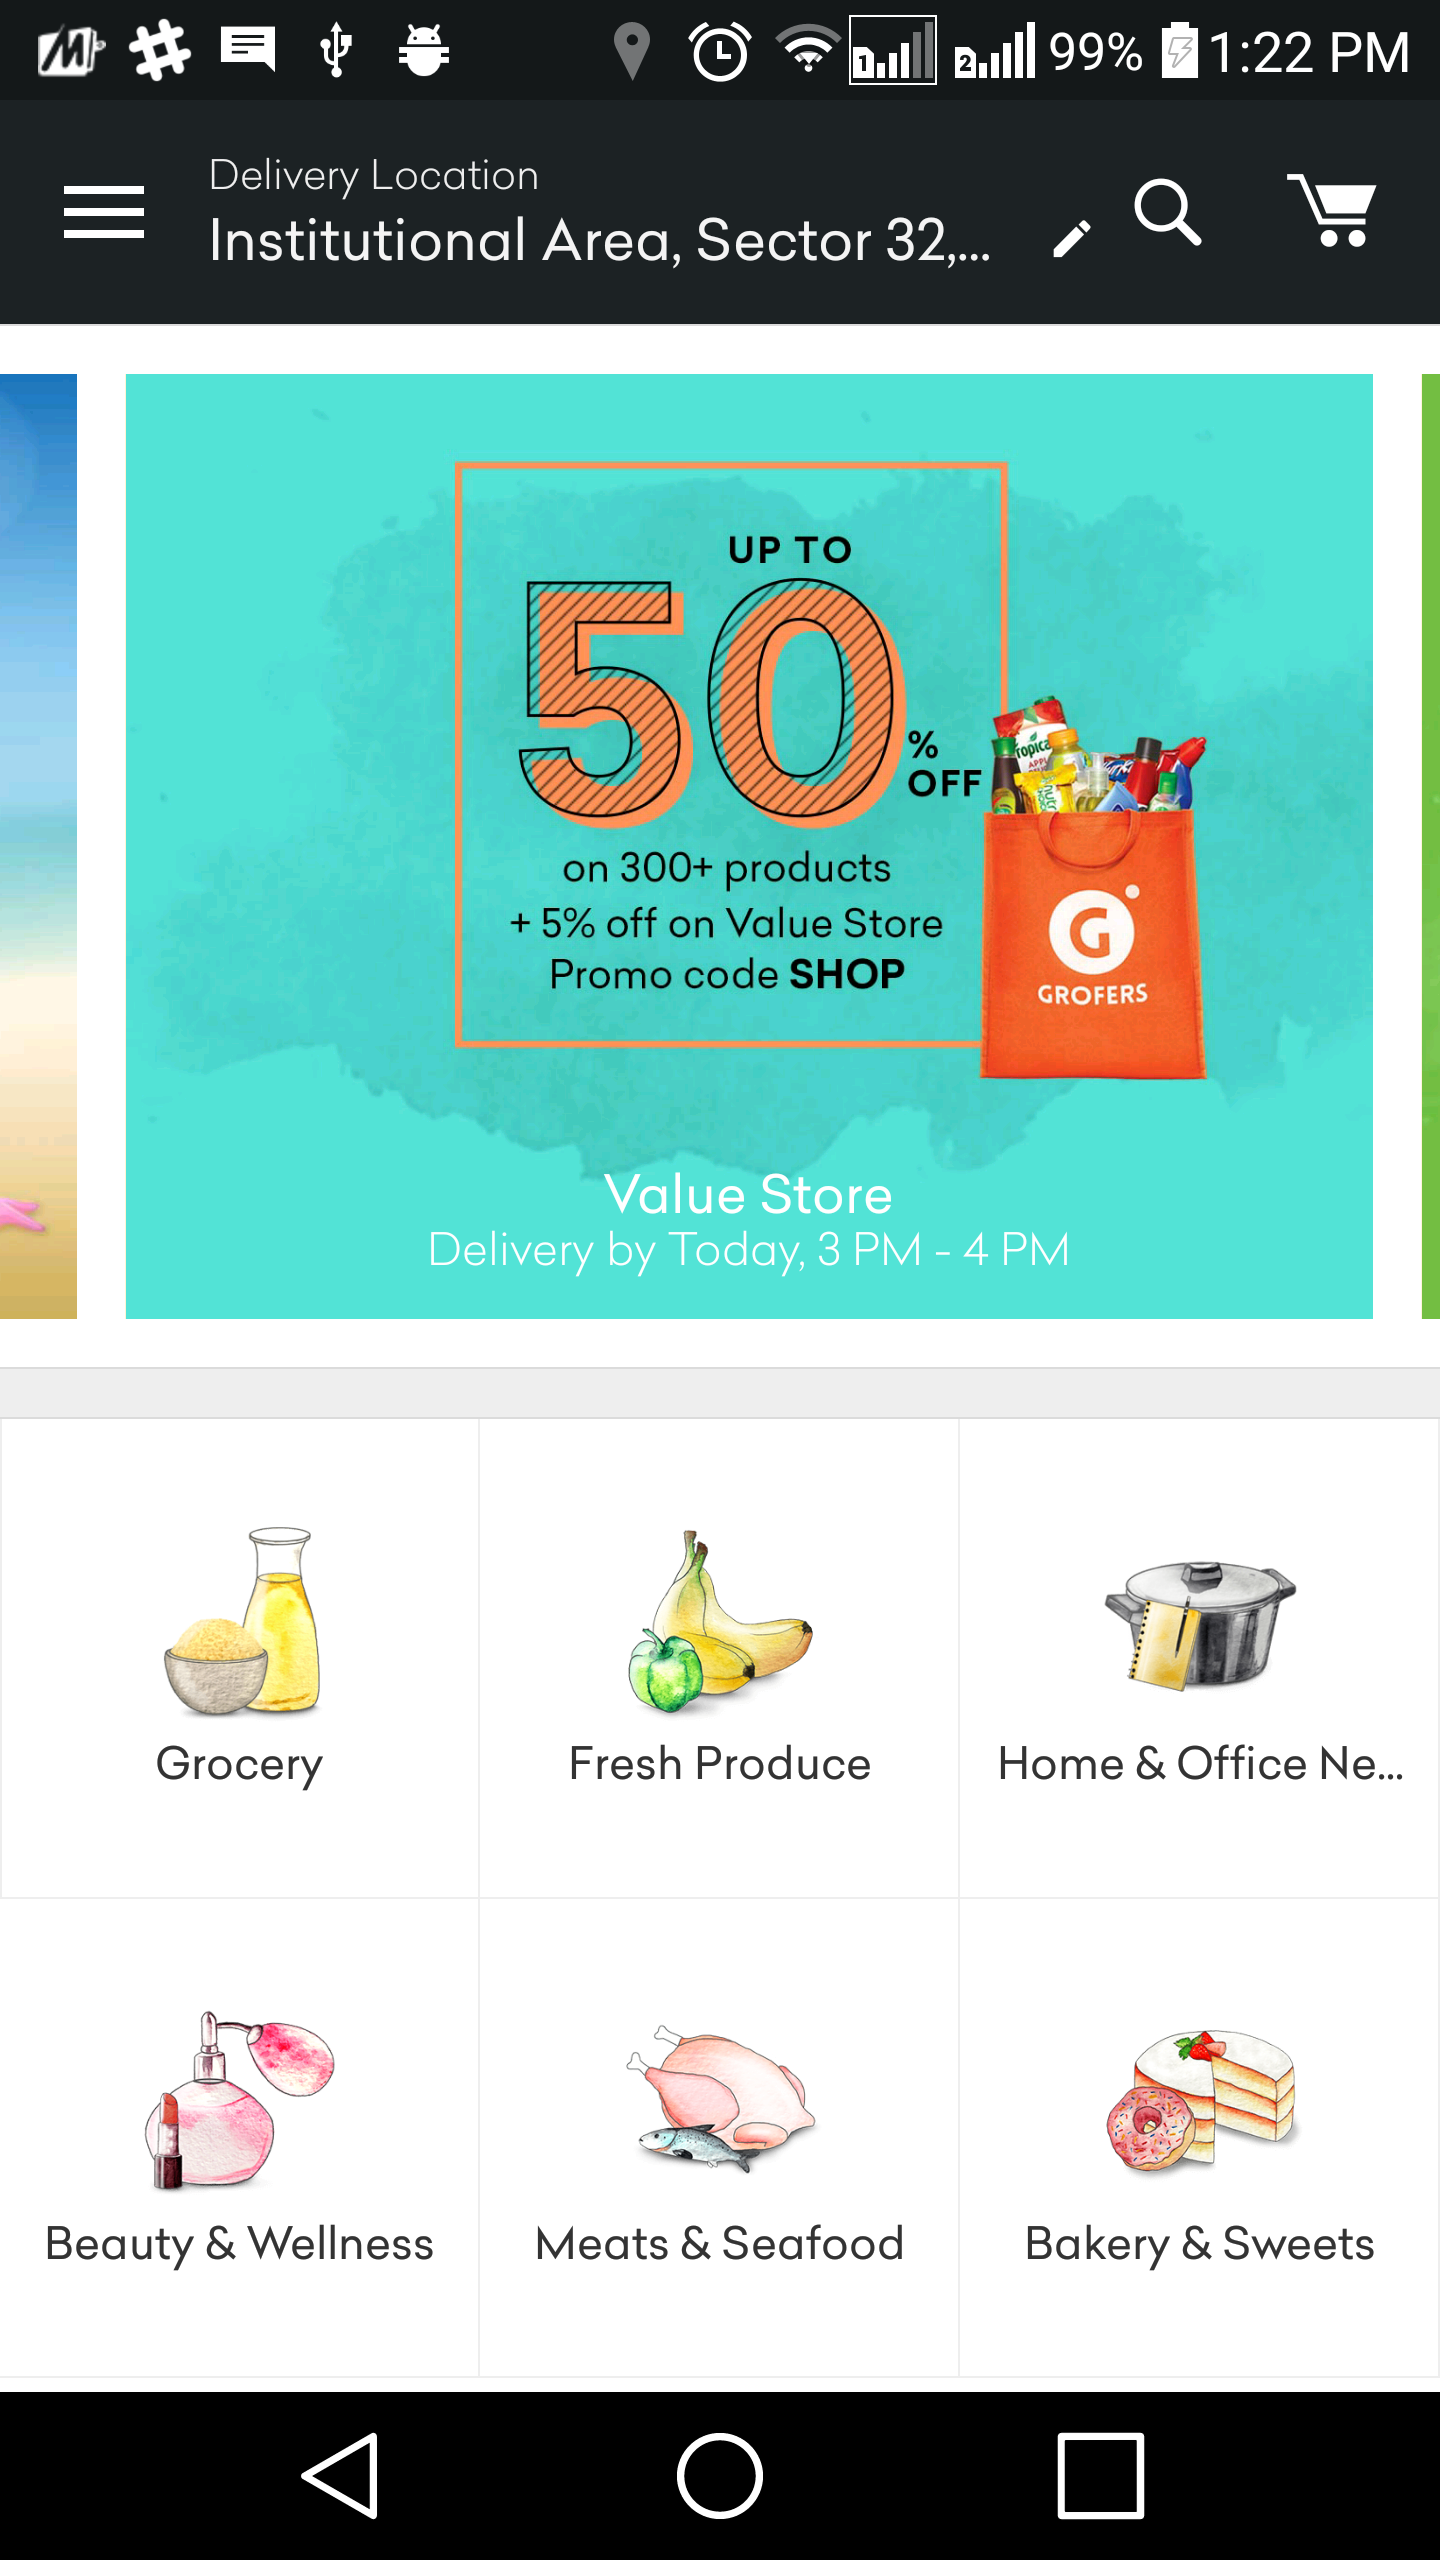 1 2 99% 1:22 PM
Delivery Location
Institutional Area, Sector 32,...
UP TO
50
%
OFF
on 300+ products
+ 5% off on Value Store
Promo code SHOP
G
GROFERS
Value Store
Delivery by Today, 3 PM - 4 PM
Grocery
Fresh Produce
Home & Office Ne...
Beauty & Wellness
Meats & Seafood
Bakery & Sweets